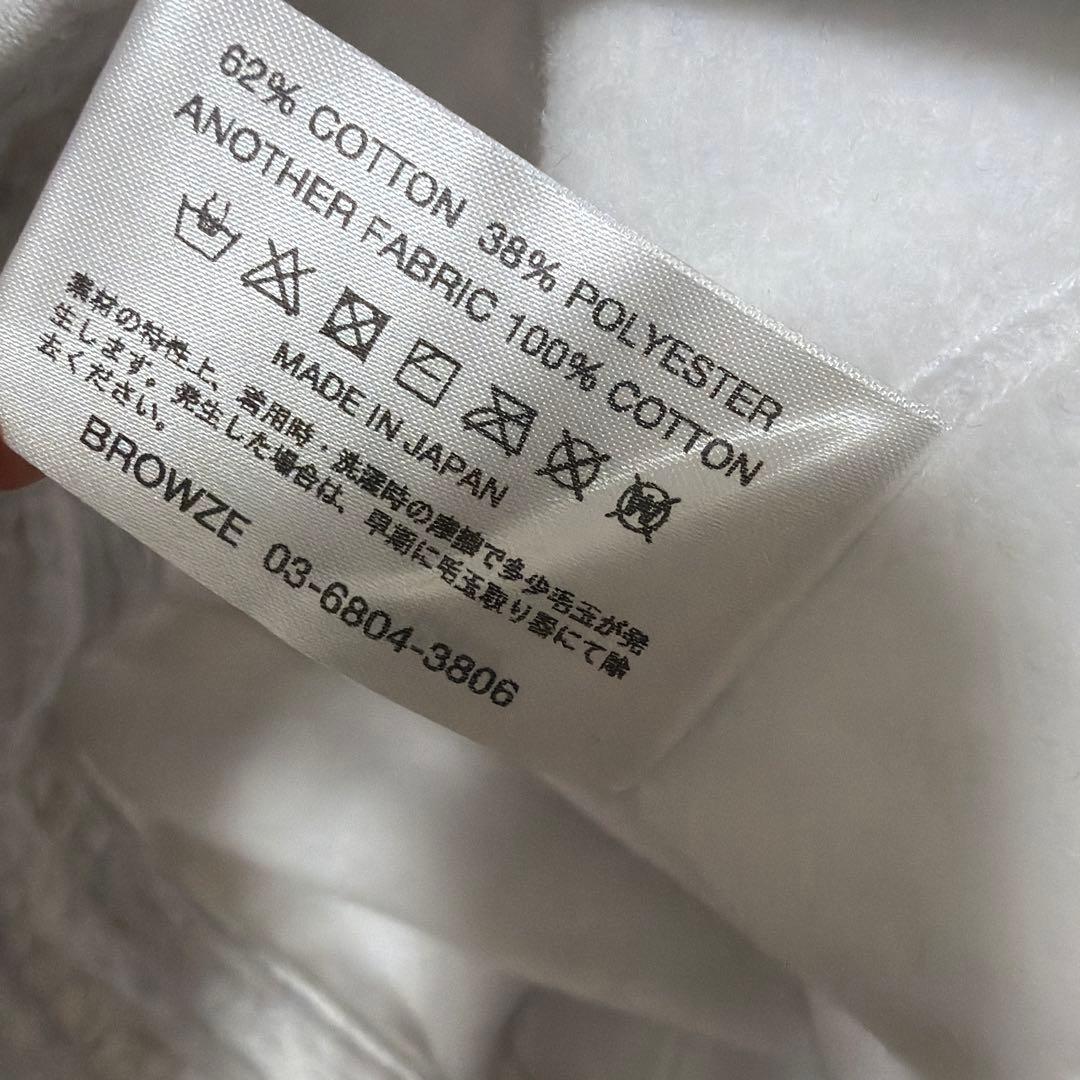 62% COTTON 38% POLYESTER
ANOTHER FABRIC 100% COTTON
MADE IN JAPAN
素材の特性上、着用時・洗濯時の摩擦で多少毛玉が発
生します。発生した場合は、早期に毛玉取り器にて除
去ください。
BROWZE 03-6804-3806